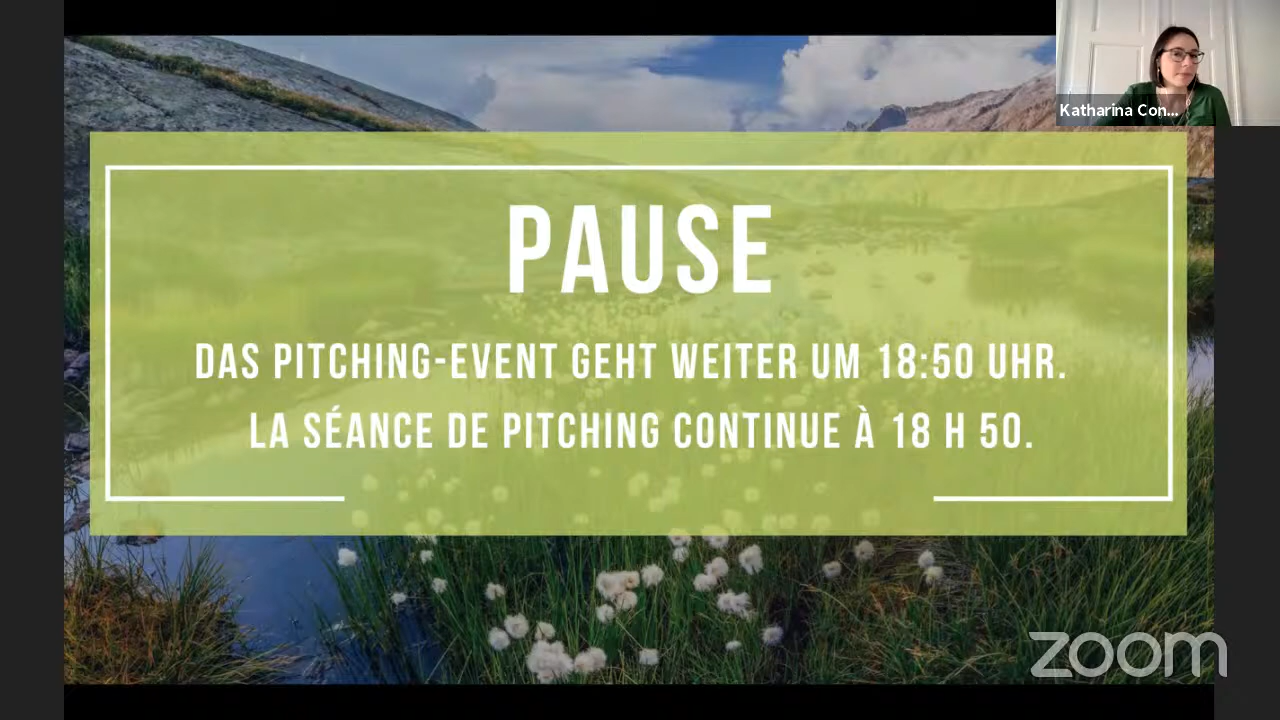 Katharina Con...
PAUSE
DAS PITCHING-EVENT GEHT WEITER UM 18:50 UHR.
LA SÉANCE DE PITCHING CONTINUE À 18 H 50.
zoom